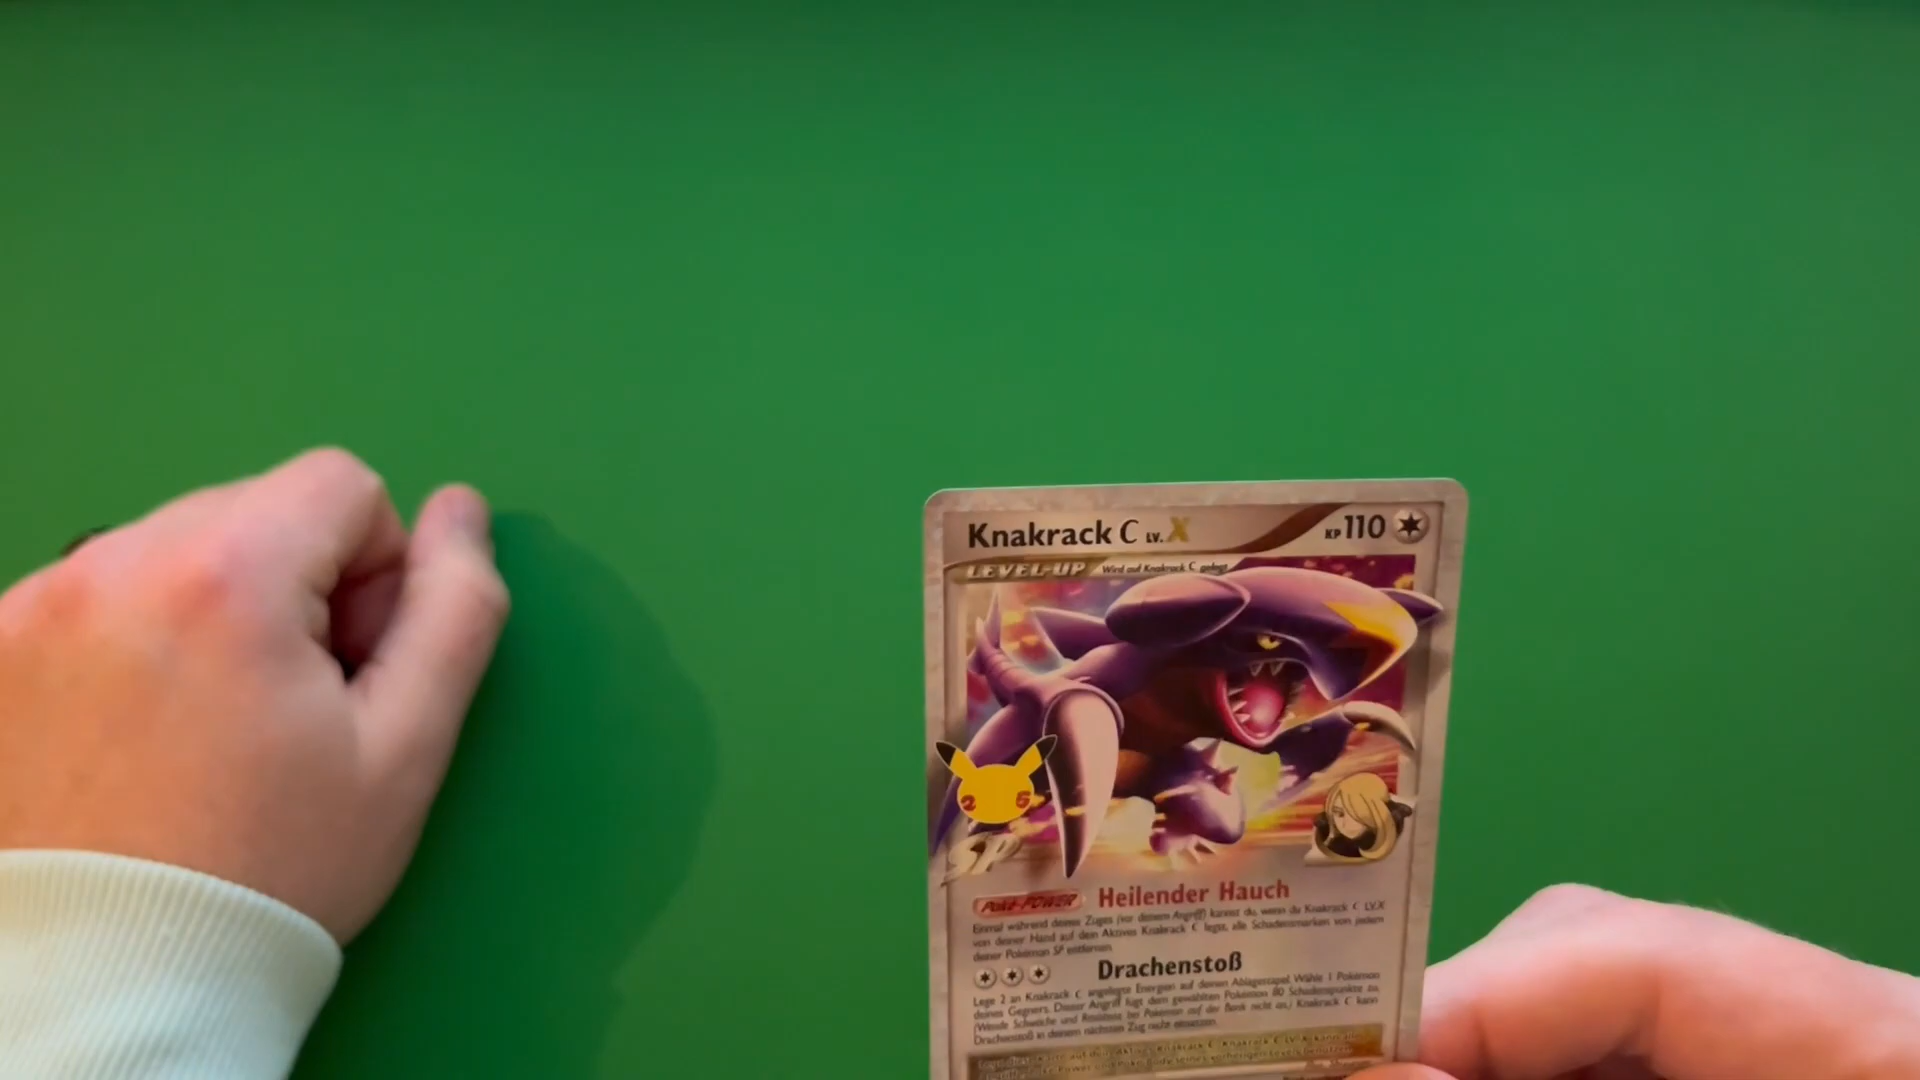 Knakrack C LV.X KP 110
LEVEL-UP Wird auf Knakrack C gelegt
25
SP
Poké-POWER Heilender Hauch
Einmal während deines Zuges (vor deinem Angriff) kannst du, wenn du Knakrack C LV.X
von deiner Hand auf dein Aktives Knakrack C legst, alle Schadensmarken von jedem
deiner Pokémon SP entfernen.
Drachenstoß
Lege 2 an Knakrack C angelegte Energien auf deinen Ablagestapel. Wähle 1 Pokémon
deines Gegners. Dieser Angriff fügt dem gewählten Pokémon 80 Schadenspunkte zu.
(Wende Schwäche und Resistenz bei Pokémon auf der Bank nicht an.) Knakrack C kann
Drachenstoß in deinem nächsten Zug nicht einsetzen.